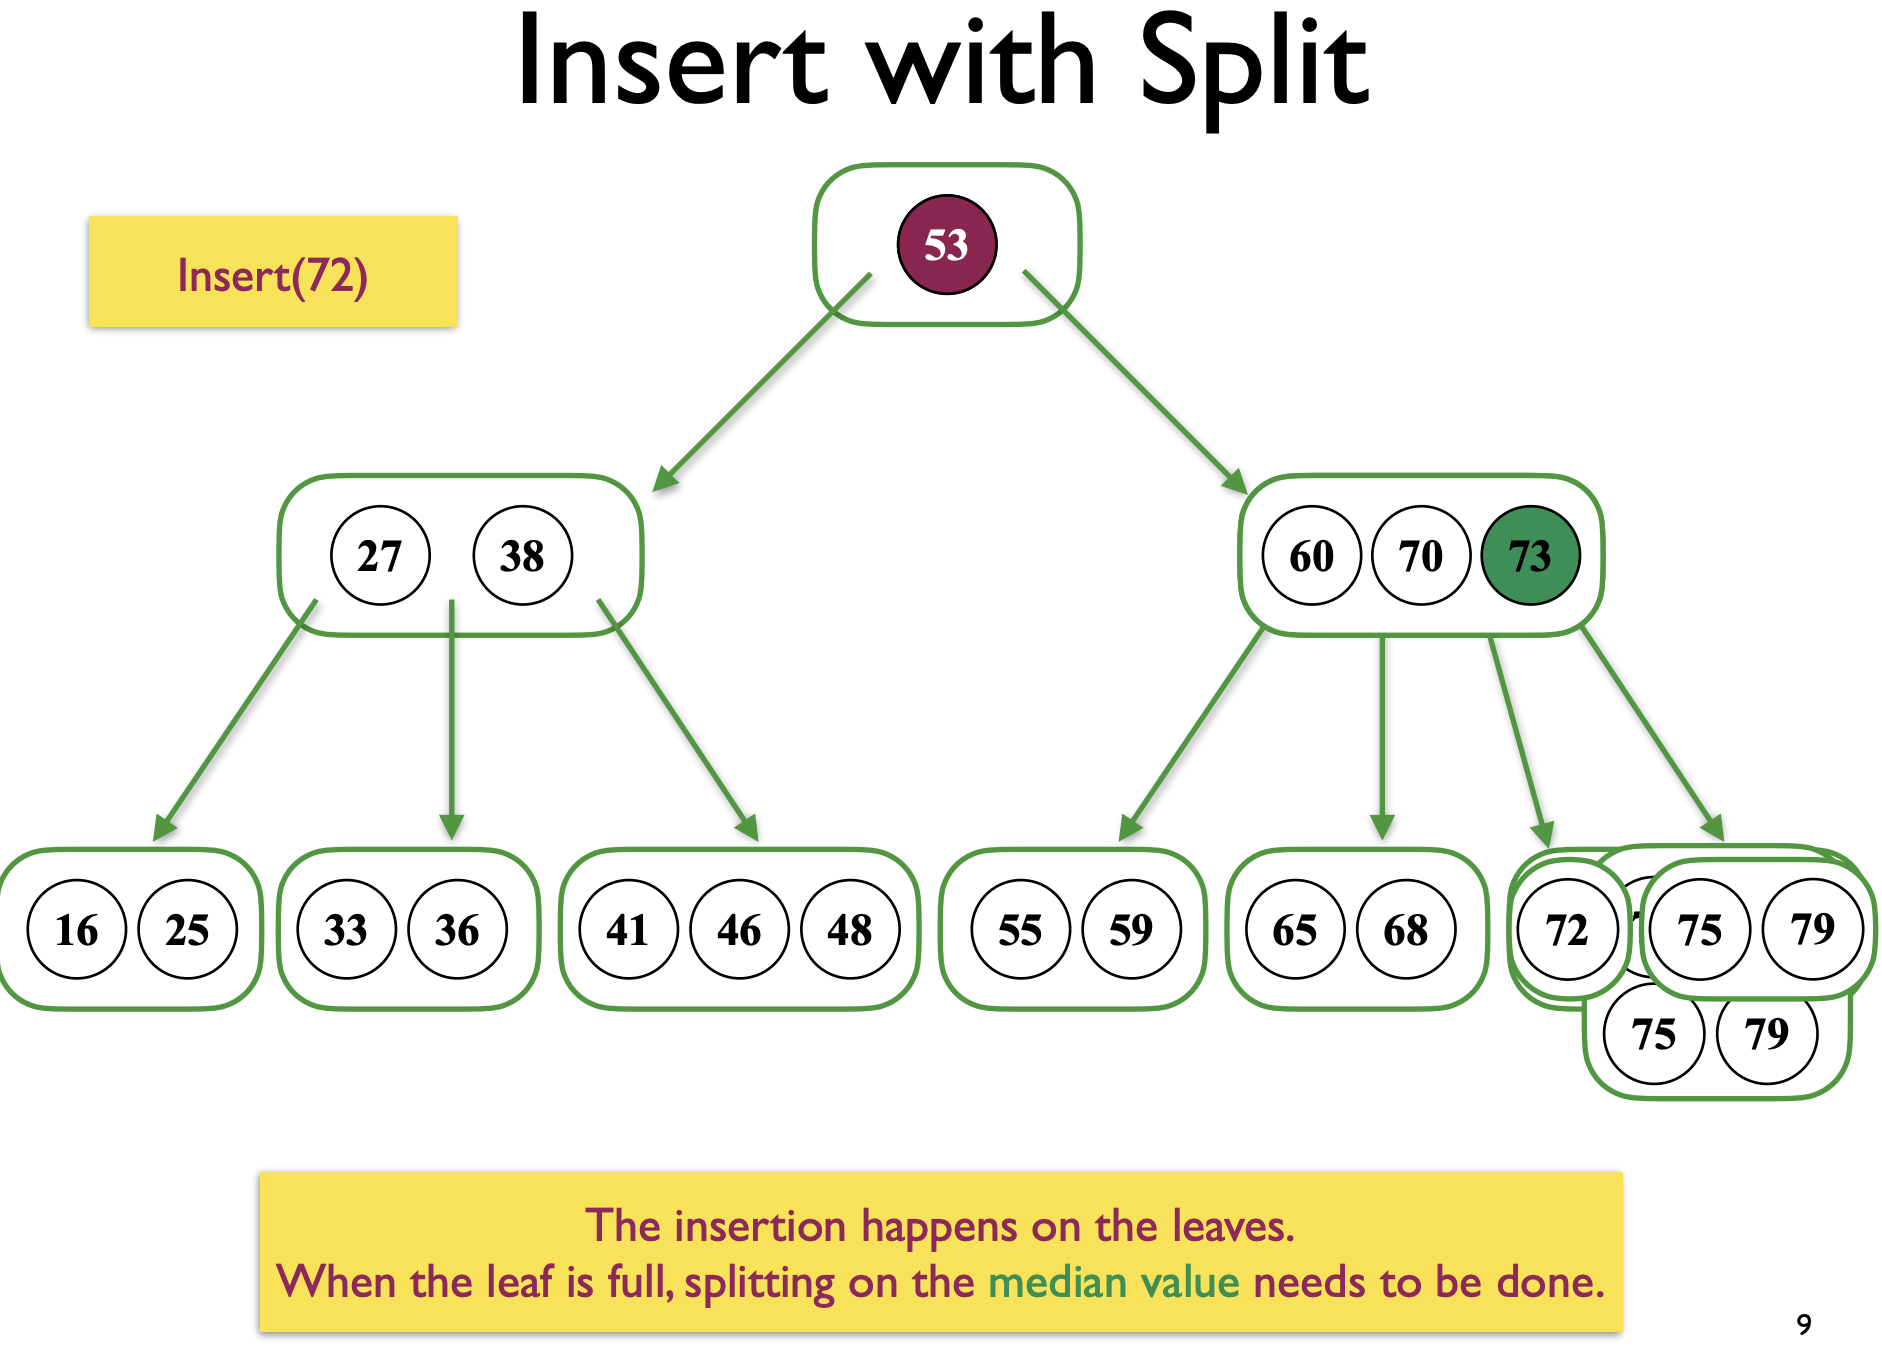 Insert with Split
Insert(72)
53
27 38
60 70 73
16 25
33 36
41 46 48
55 59
65 68
72
75 79
75 79
The insertion happens on the leaves.
When the leaf is full, splitting on the median value needs to be done.
9